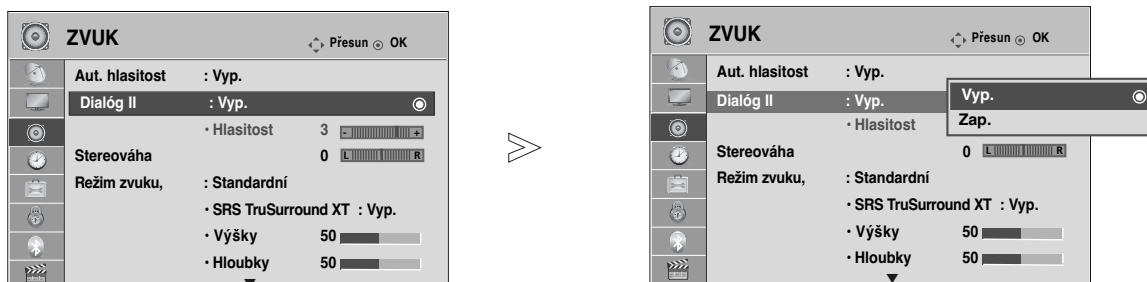 ZVUK
Přesun OK
Aut. hlasitost : Vyp.
Dialóg II : Vyp.
• Hlasitost 3 - +
Stereováha 0 L R
Režim zvuku, : Standardní
• SRS TruSurround XT : Vyp.
• Výšky 50
• Hloubky 50
ZVUK
Přesun OK
Aut. hlasitost : Vyp.
Dialóg II : Vyp.
Vyp.
Zap.
• Hlasitost
Stereováha 0 L R
Režim zvuku, : Standardní
• SRS TruSurround XT : Vyp.
• Výšky 50
• Hloubky 50